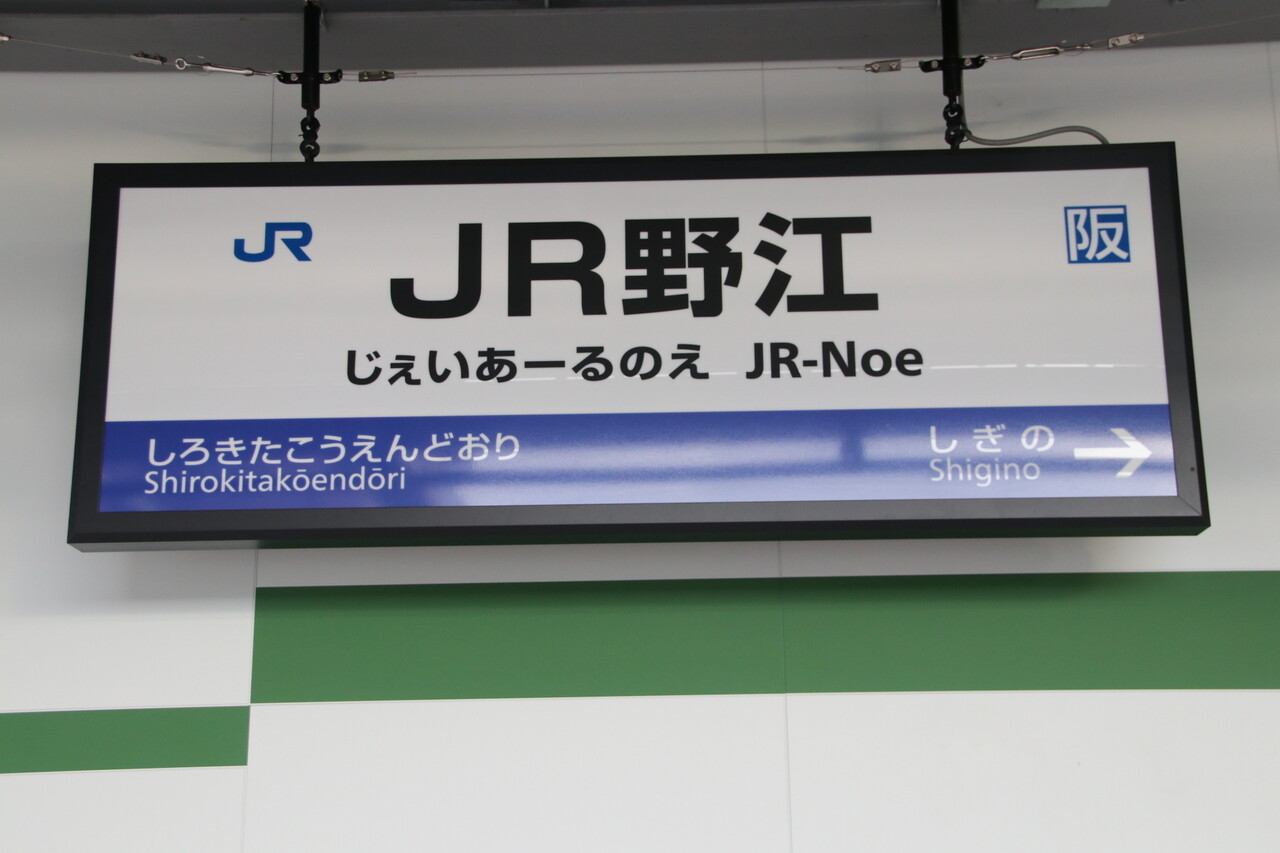 JR
JR野江
阪
じぇいあーるのえ JR-Noe
しろきたこうえんどおり
Shirokitakōendōri
しぎの
Shigino